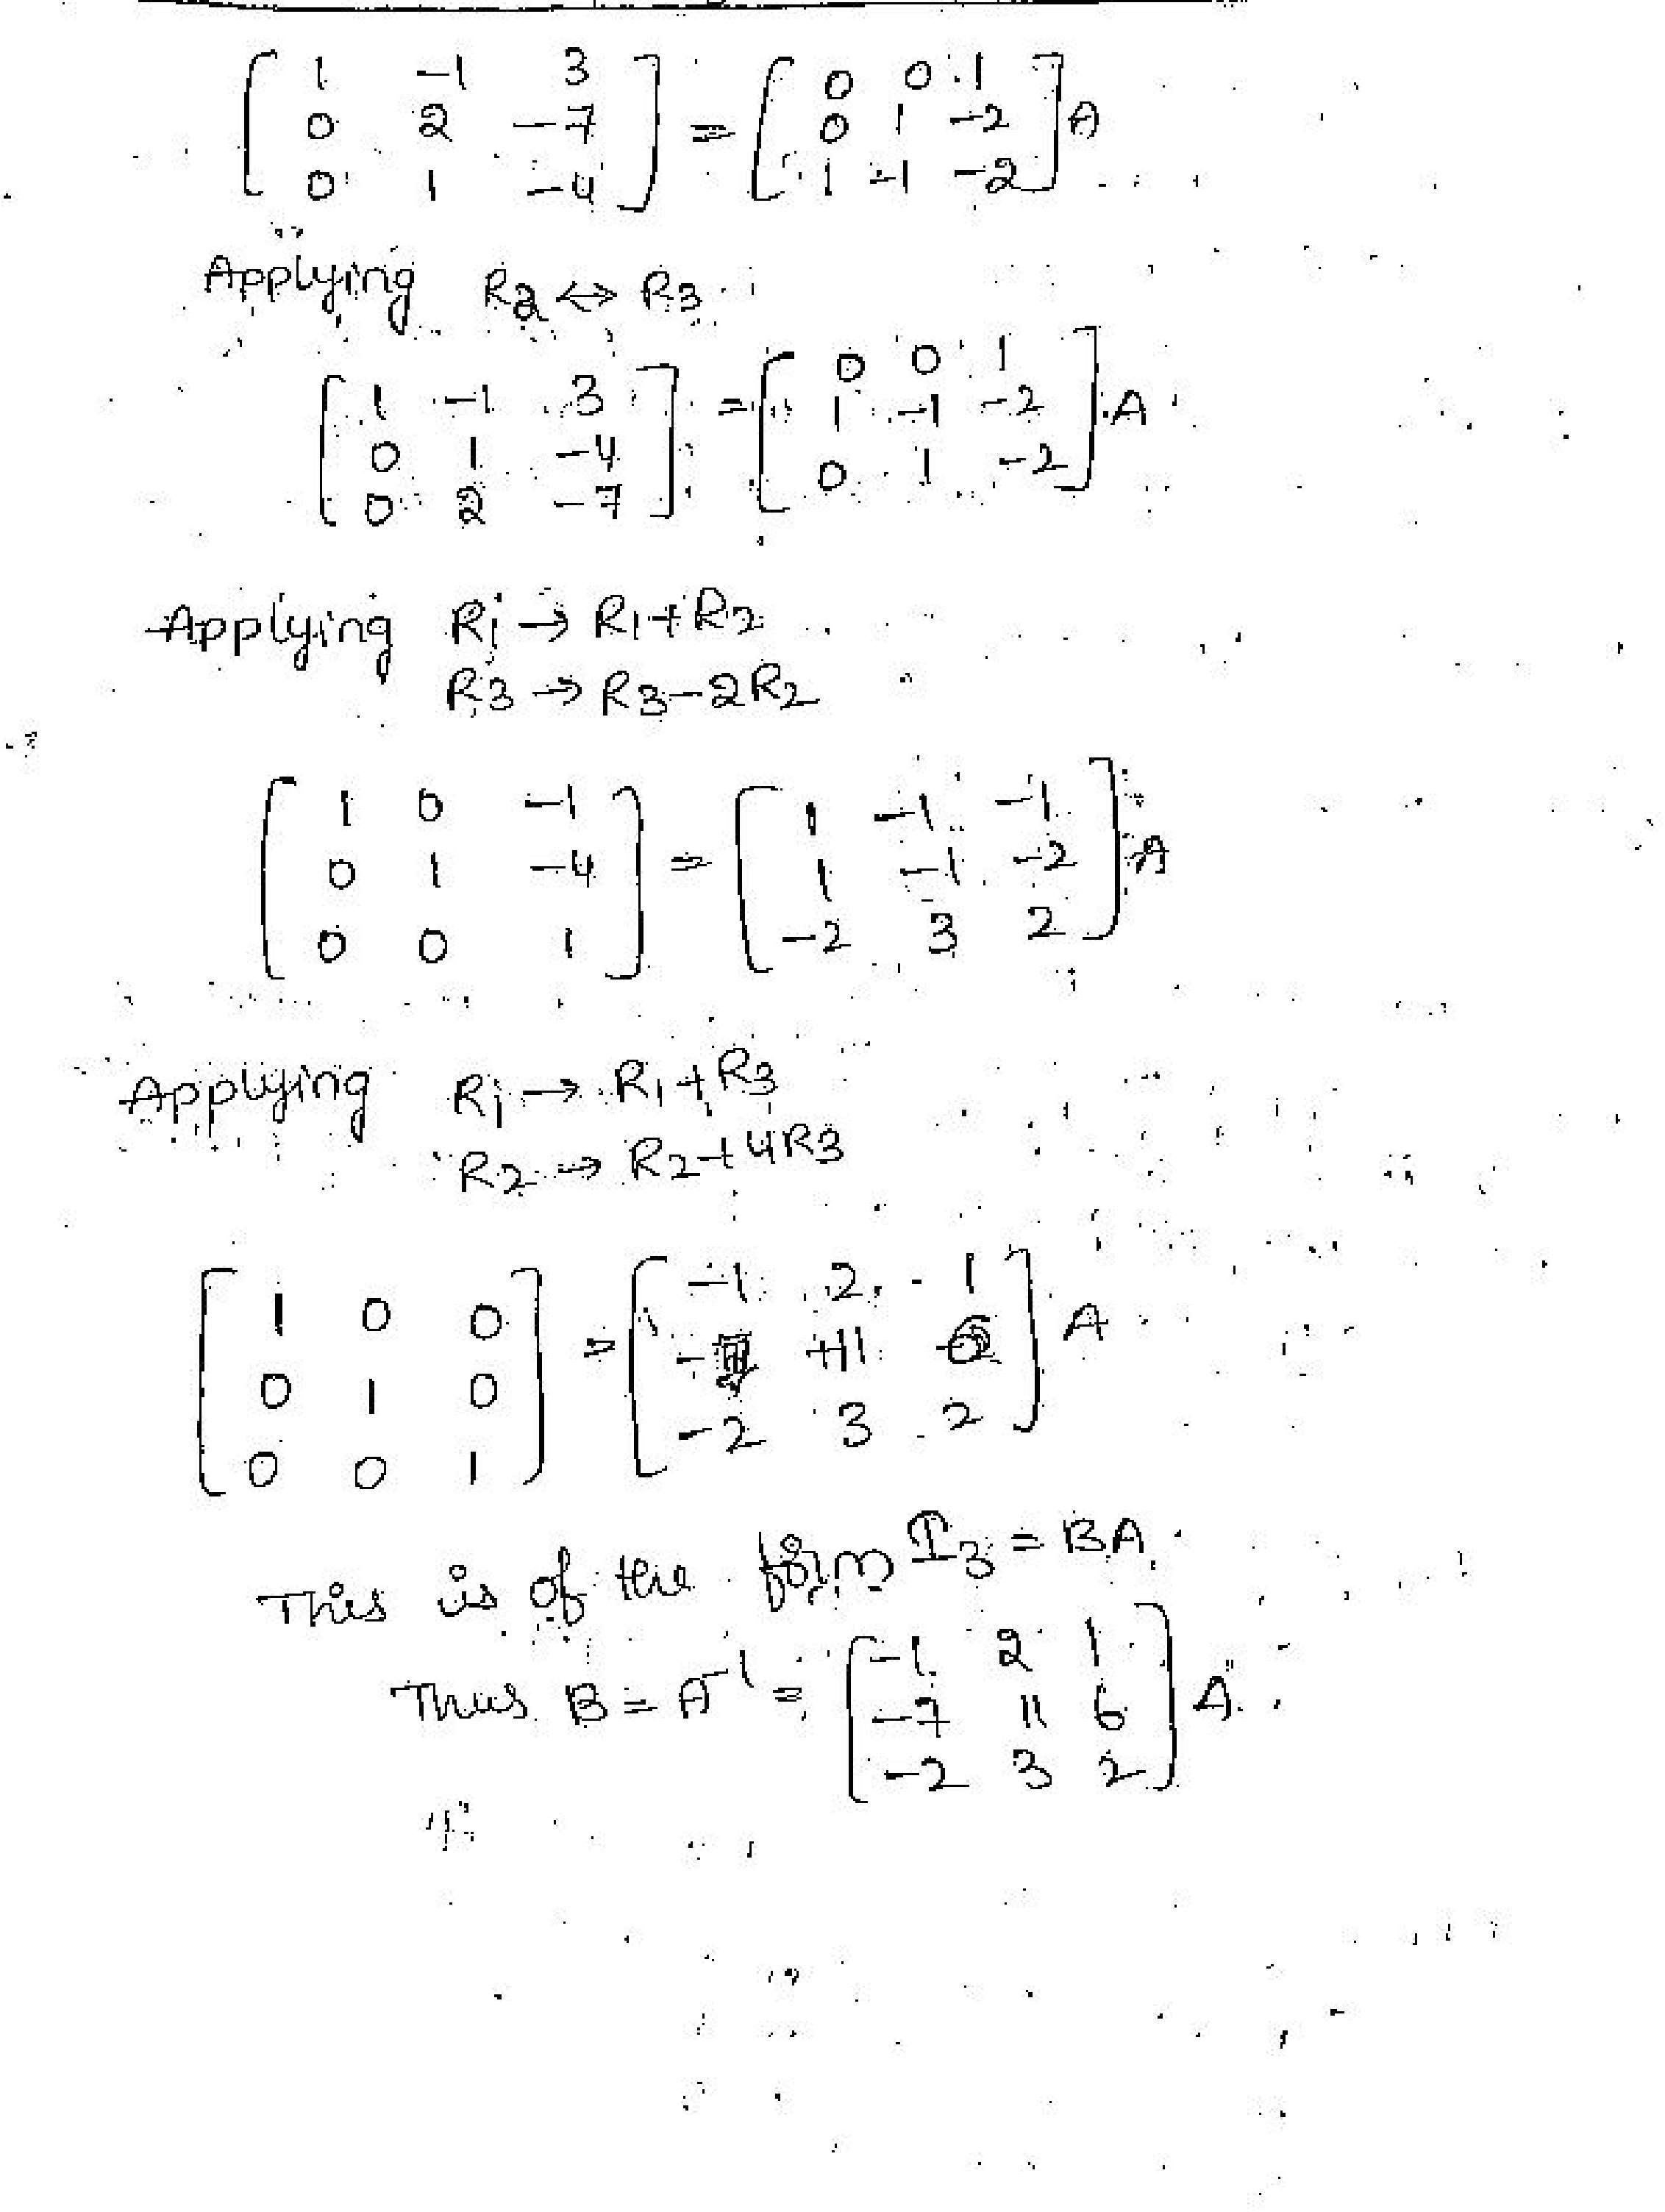 [ 1 -1 3 ] = [ 0 0 1 ] A
[ 0 2 -7 ] [ 0 1 -2 ]
[ 0 1 -4 ] [ 1 -1 -2 ]
Applying R2 ↔ R3
[ 1 -1 3 ] = [ 0 0 1 ] A
[ 0 1 -4 ] [ 1 -1 -2 ]
[ 0 2 -7 ] [ 0 1 -2 ]
Applying R1 → R1+R2
R3 → R3-2R2
[ 1 0 -1 ] = [ 1 -1 -1 ] A
[ 0 1 -4 ] [ 1 -1 -2 ]
[ 0 0 1 ] [ -2 3 2 ]
Applying R1 → R1+R3
R2 → R2+4R3
[ 1 0 0 ] = [ -1 2 1 ] A
[ 0 1 0 ] [ -7 +11 6 ]
[ 0 0 1 ] [ -2 3 2 ]
This is of the form I3 = BA.
Thus B = A^-1 = [ -1 2 1 ] A.
[ -7 11 6 ]
[ -2 3 2 ]